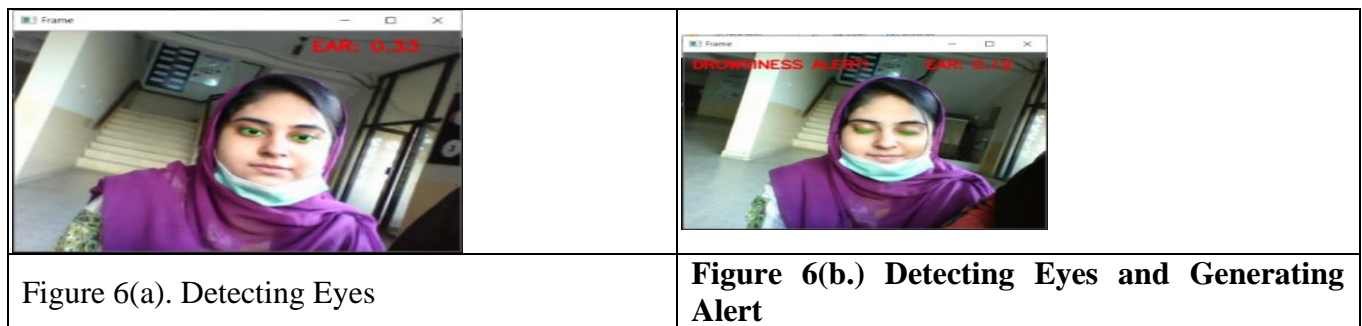 Frame
EAR: 0.33
Frame
DROWSINESS ALERT! EAR: 0.12
Figure 6(a). Detecting Eyes
Figure 6(b.) Detecting Eyes and Generating
Alert